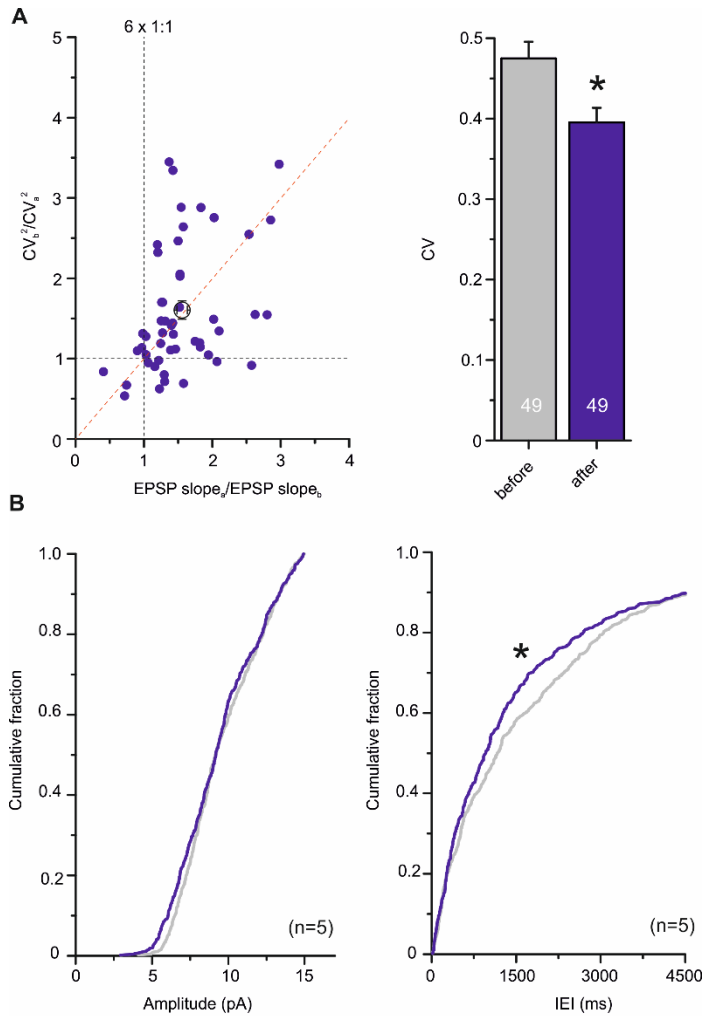 A
6 x 1:1
CVb²/CVa²
5
4
3
2
1
0
0 1 2 3 4
EPSP slopea/EPSP slopeb
CV
0.5
0.4
0.3
0.2
0.1
0
*
49 49
before after
B
Cumulative fraction
1.0
0.8
0.6
0.4
0.2
0
(n=5)
0 5 10 15
Amplitude (pA)
Cumulative fraction
1.0
0.8
0.6
0.4
0.2
0
*
(n=5)
0 1500 3000 4500
IEI (ms)